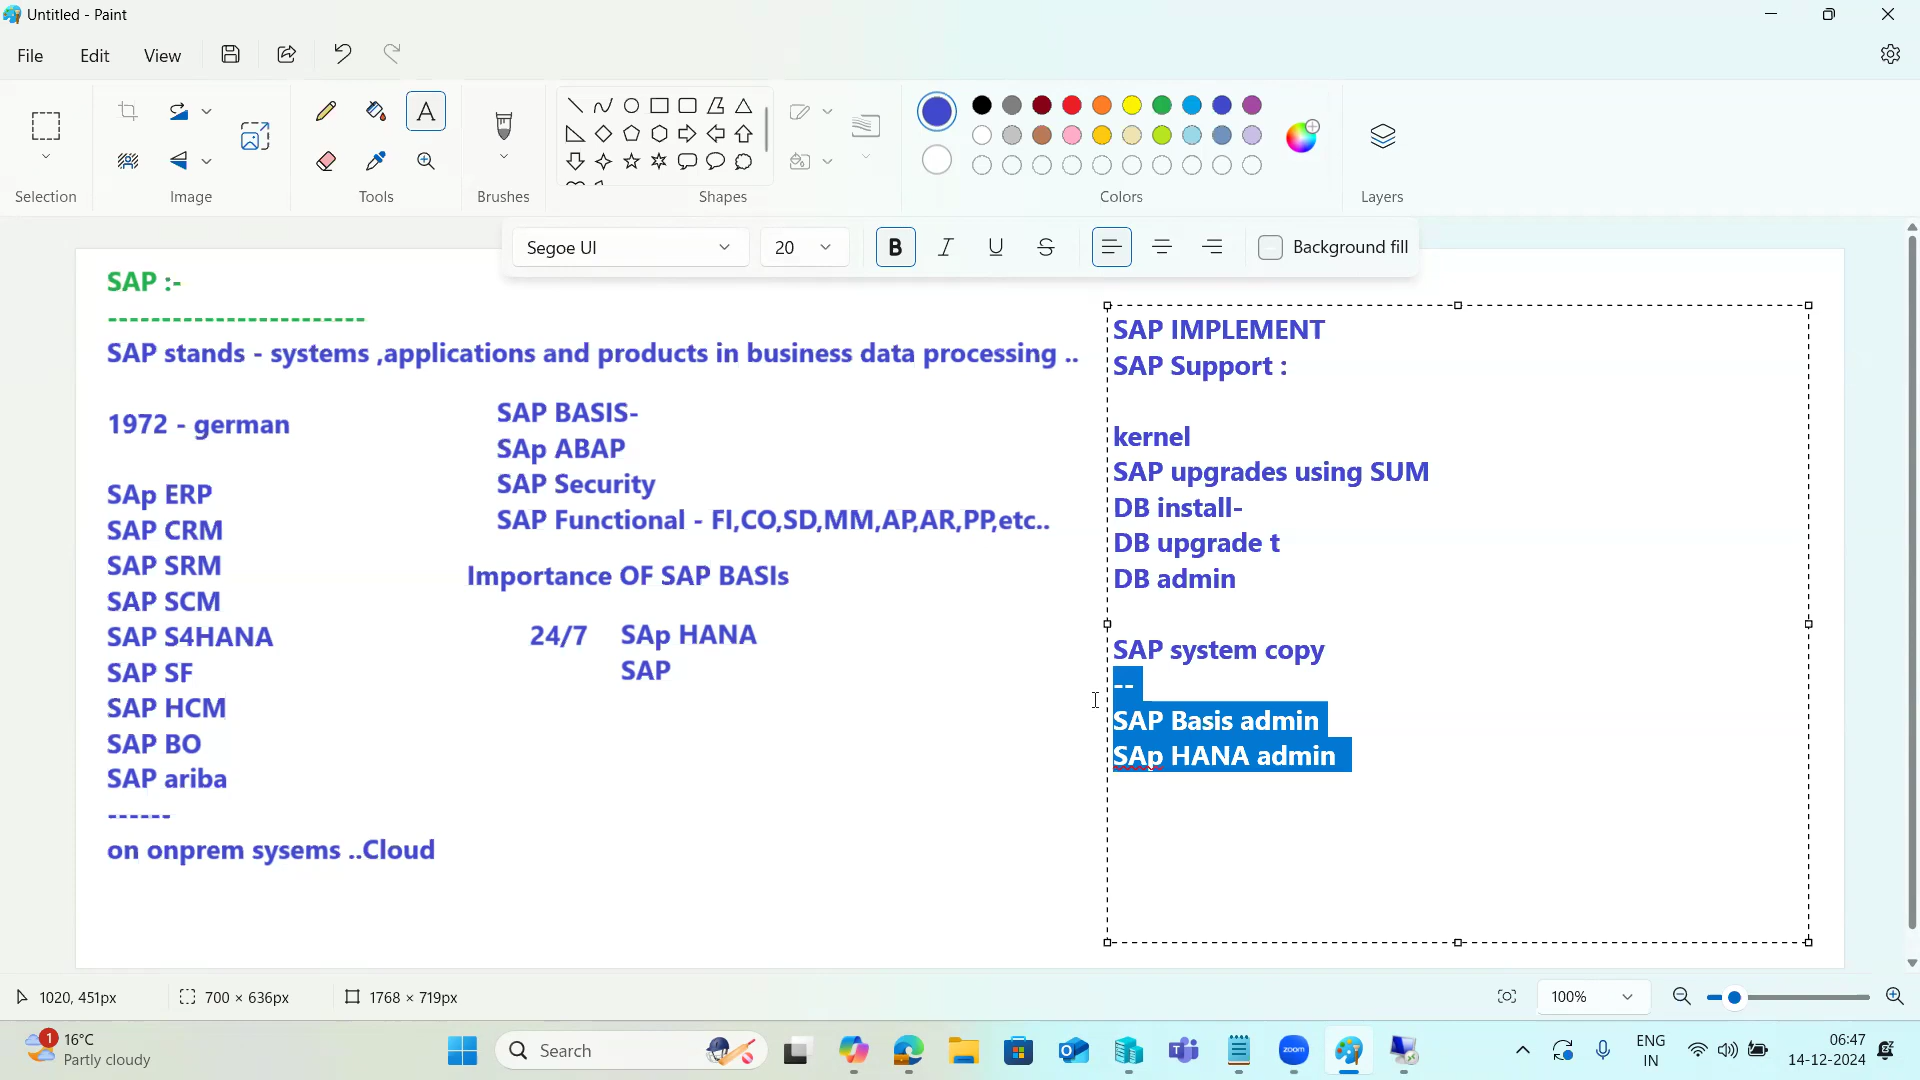 Untitled - Paint
File
Edit
View
Selection
Image
Tools
Brushes
Shapes
Colors
Layers
Segoe UI
20
B
I
U
S
Background fill
SAP :-
------------------------
SAP stands - systems ,applications and products in business data processing ..
1972 - german
SAp ERP
SAP CRM
SAP SRM
SAP SCM
SAP S4HANA
SAP SF
SAP HCM
SAP BO
SAP ariba
------
on onprem sysems ..Cloud
SAP BASIS-
SAp ABAP
SAP Security
SAP Functional - FI,CO,SD,MM,AP,AR,PP,etc..
Importance OF SAP BASIs
24/7
SAp HANA
SAP
SAP IMPLEMENT
SAP Support :
kernel
SAP upgrades using SUM
DB install-
DB upgrade t
DB admin
SAP system copy
--
SAP Basis admin
SAp HANA admin
1020, 451px
700 × 636px
1768 × 719px
100%
1
16°C
Partly cloudy
Search
zoom
ENG
IN
06:47
14-12-2024